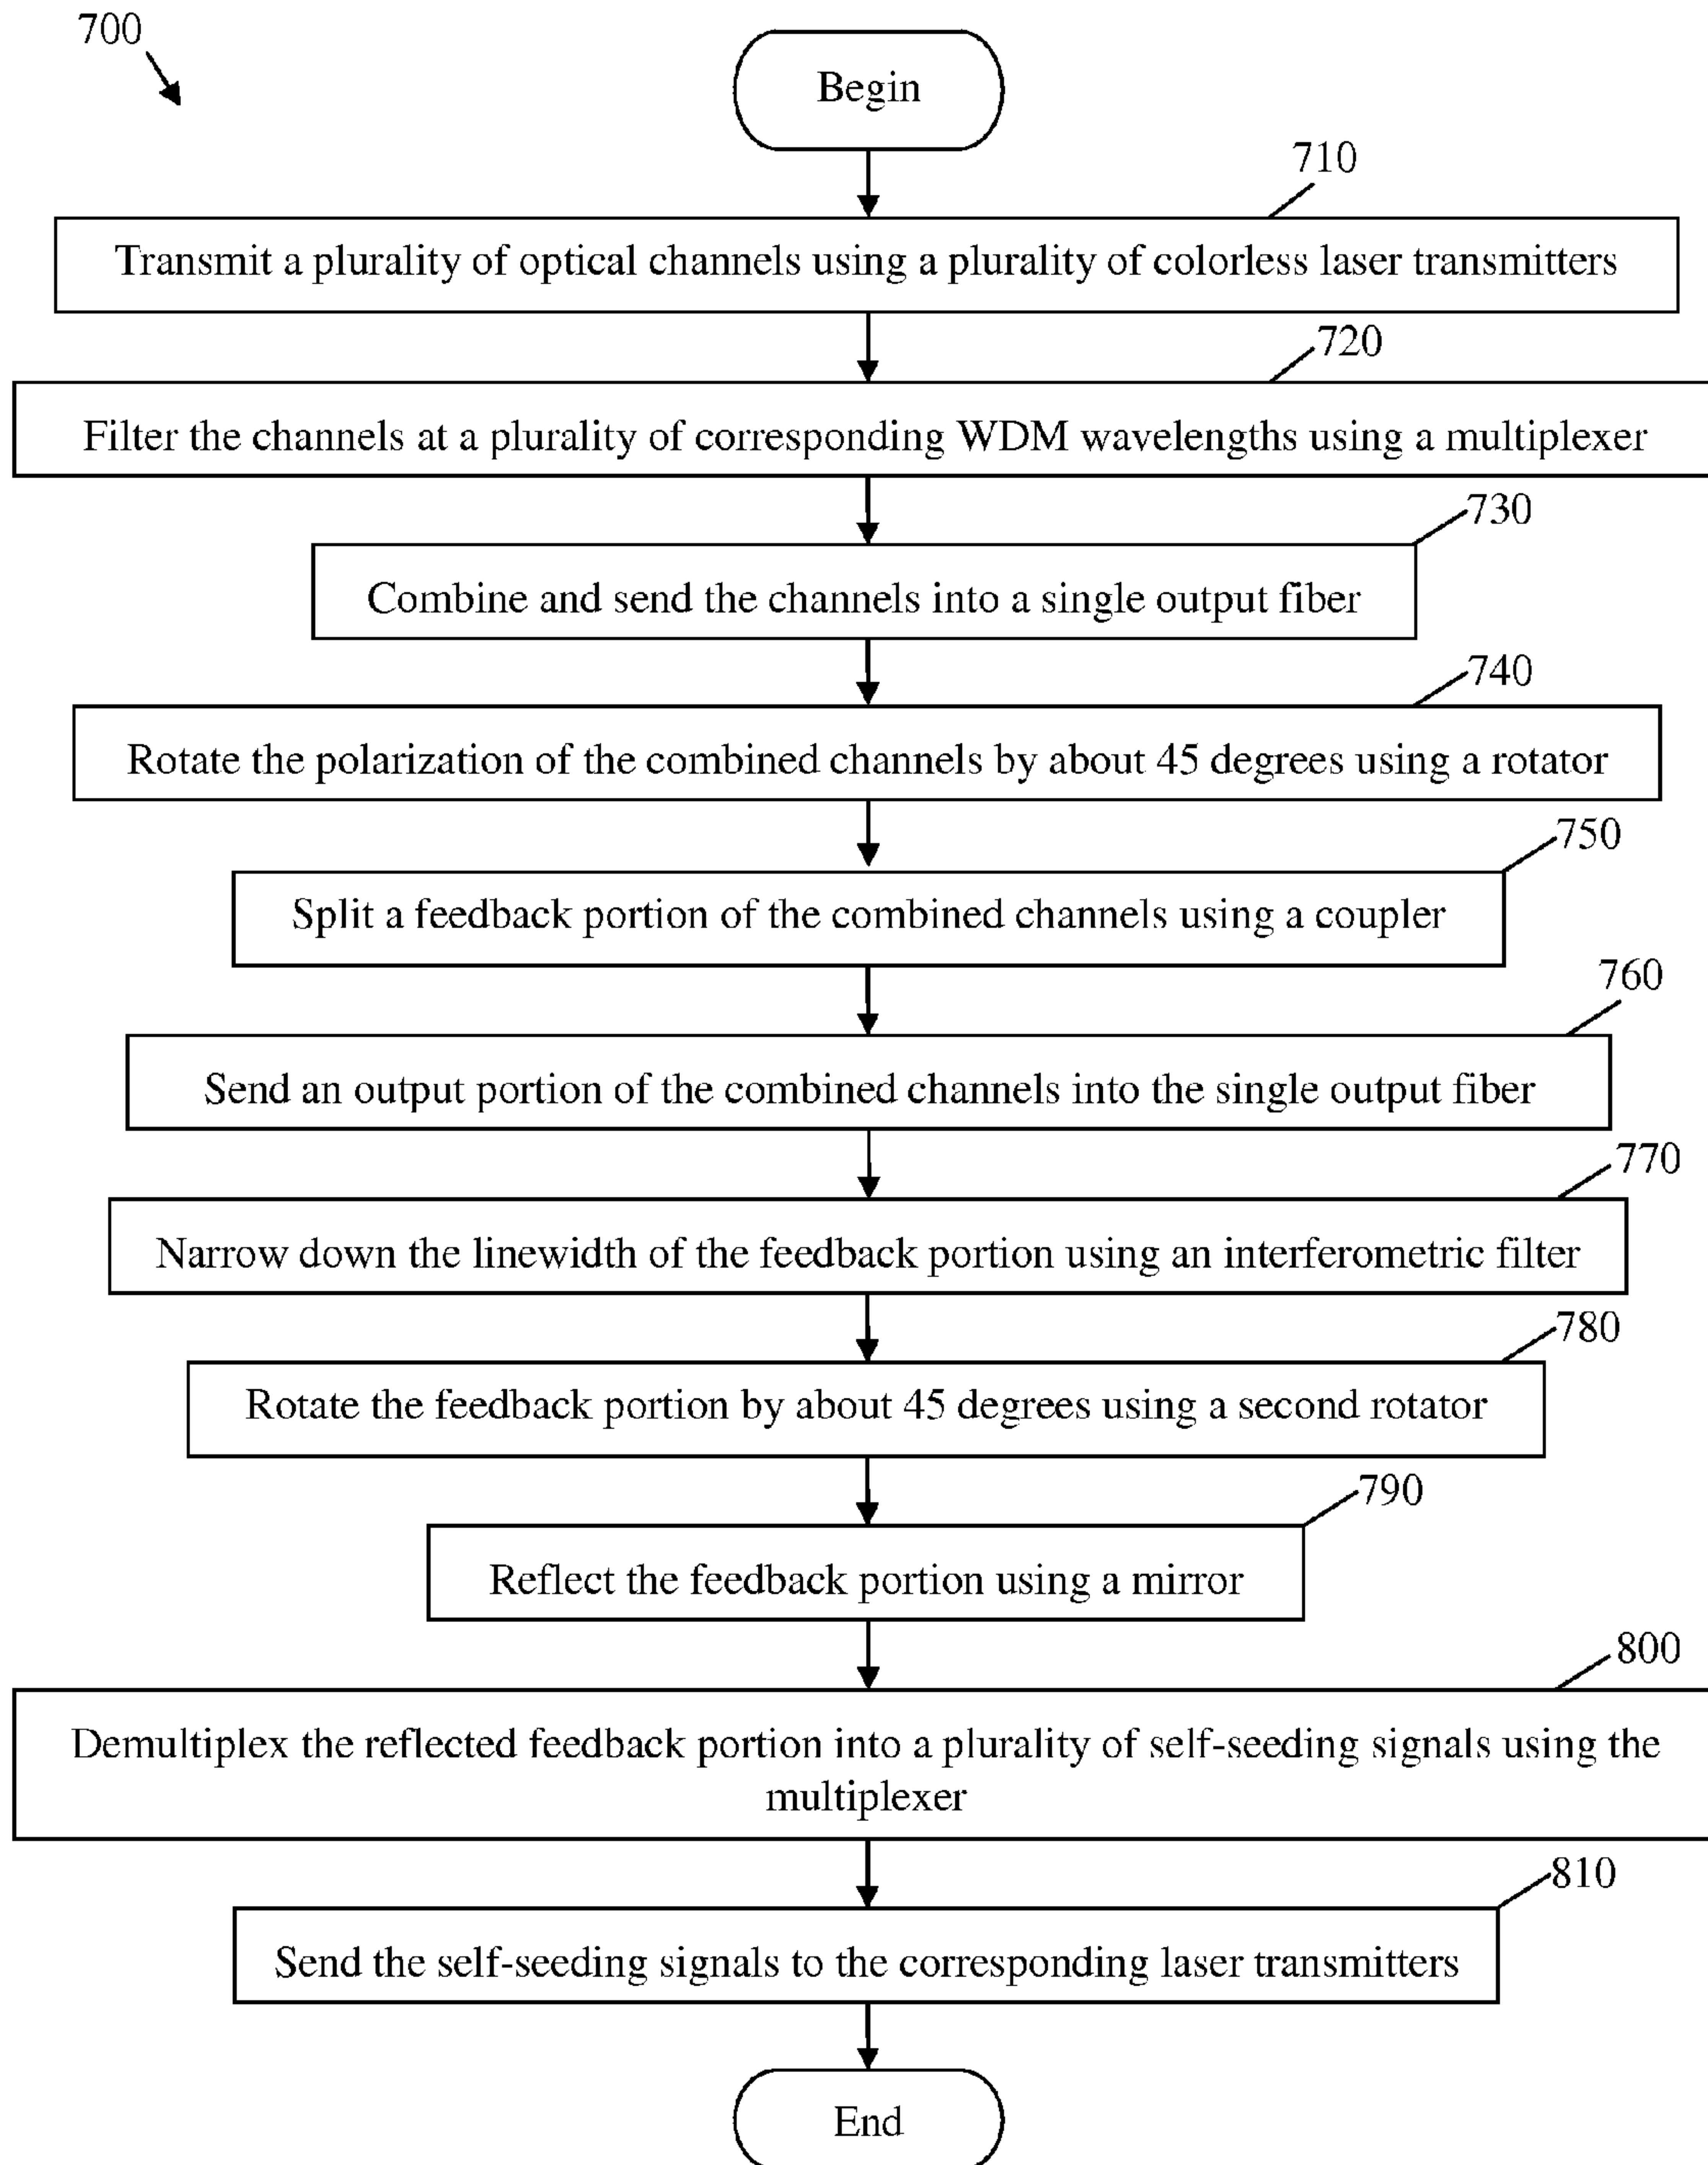 700
Begin
710
Transmit a plurality of optical channels using a plurality of colorless laser transmitters
720
Filter the channels at a plurality of corresponding WDM wavelengths using a multiplexer
730
Combine and send the channels into a single output fiber
740
Rotate the polarization of the combined channels by about 45 degrees using a rotator
750
Split a feedback portion of the combined channels using a coupler
760
Send an output portion of the combined channels into the single output fiber
770
Narrow down the linewidth of the feedback portion using an interferometric filter
780
Rotate the feedback portion by about 45 degrees using a second rotator
790
Reflect the feedback portion using a mirror
800
Demultiplex the reflected feedback portion into a plurality of self-seeding signals using the
multiplexer
810
Send the self-seeding signals to the corresponding laser transmitters
End